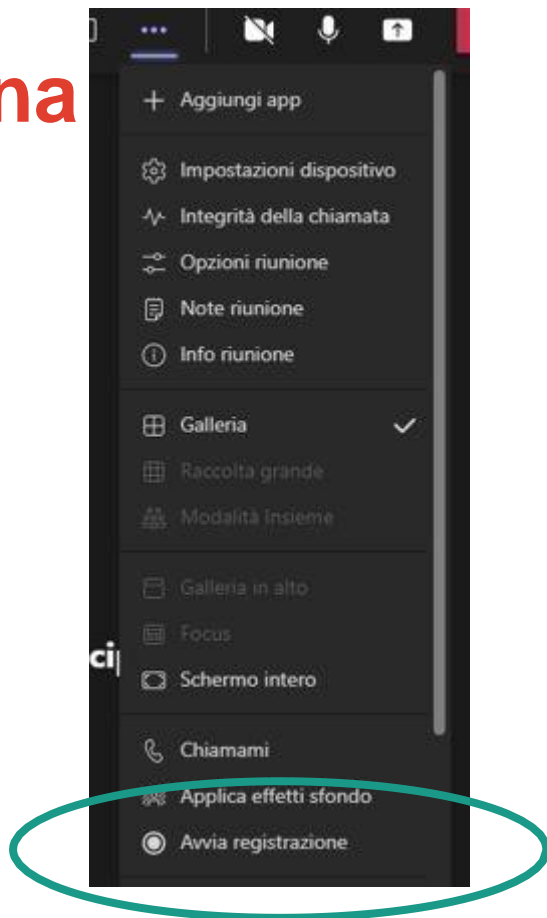 na
Aggiungi app
Impostazioni dispositivo
Integrità della chiamata
Opzioni riunione
Note riunione
Info riunione
Galleria
Raccolta grande
Modalità Insieme
Galleria in alto
Focus
cip
Schermo intero
Chiamami
Applica effetti sfondo
Avvia registrazione